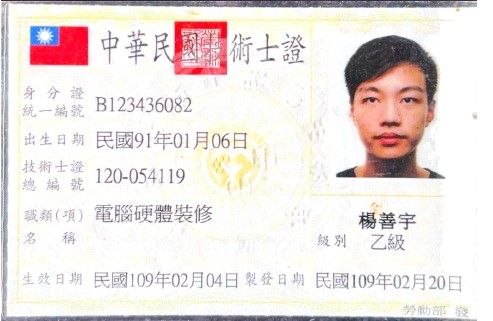 中華民國技術士證
身分證
統一編號 B123436082
出生日期 民國91年01月06日
技術士證
總編號 120-054119
職類(項)
名稱 電腦硬體裝修
楊善宇
級別 乙級
生效日期 民國109年02月04日 製發日期 民國109年02月20日
勞動部 發